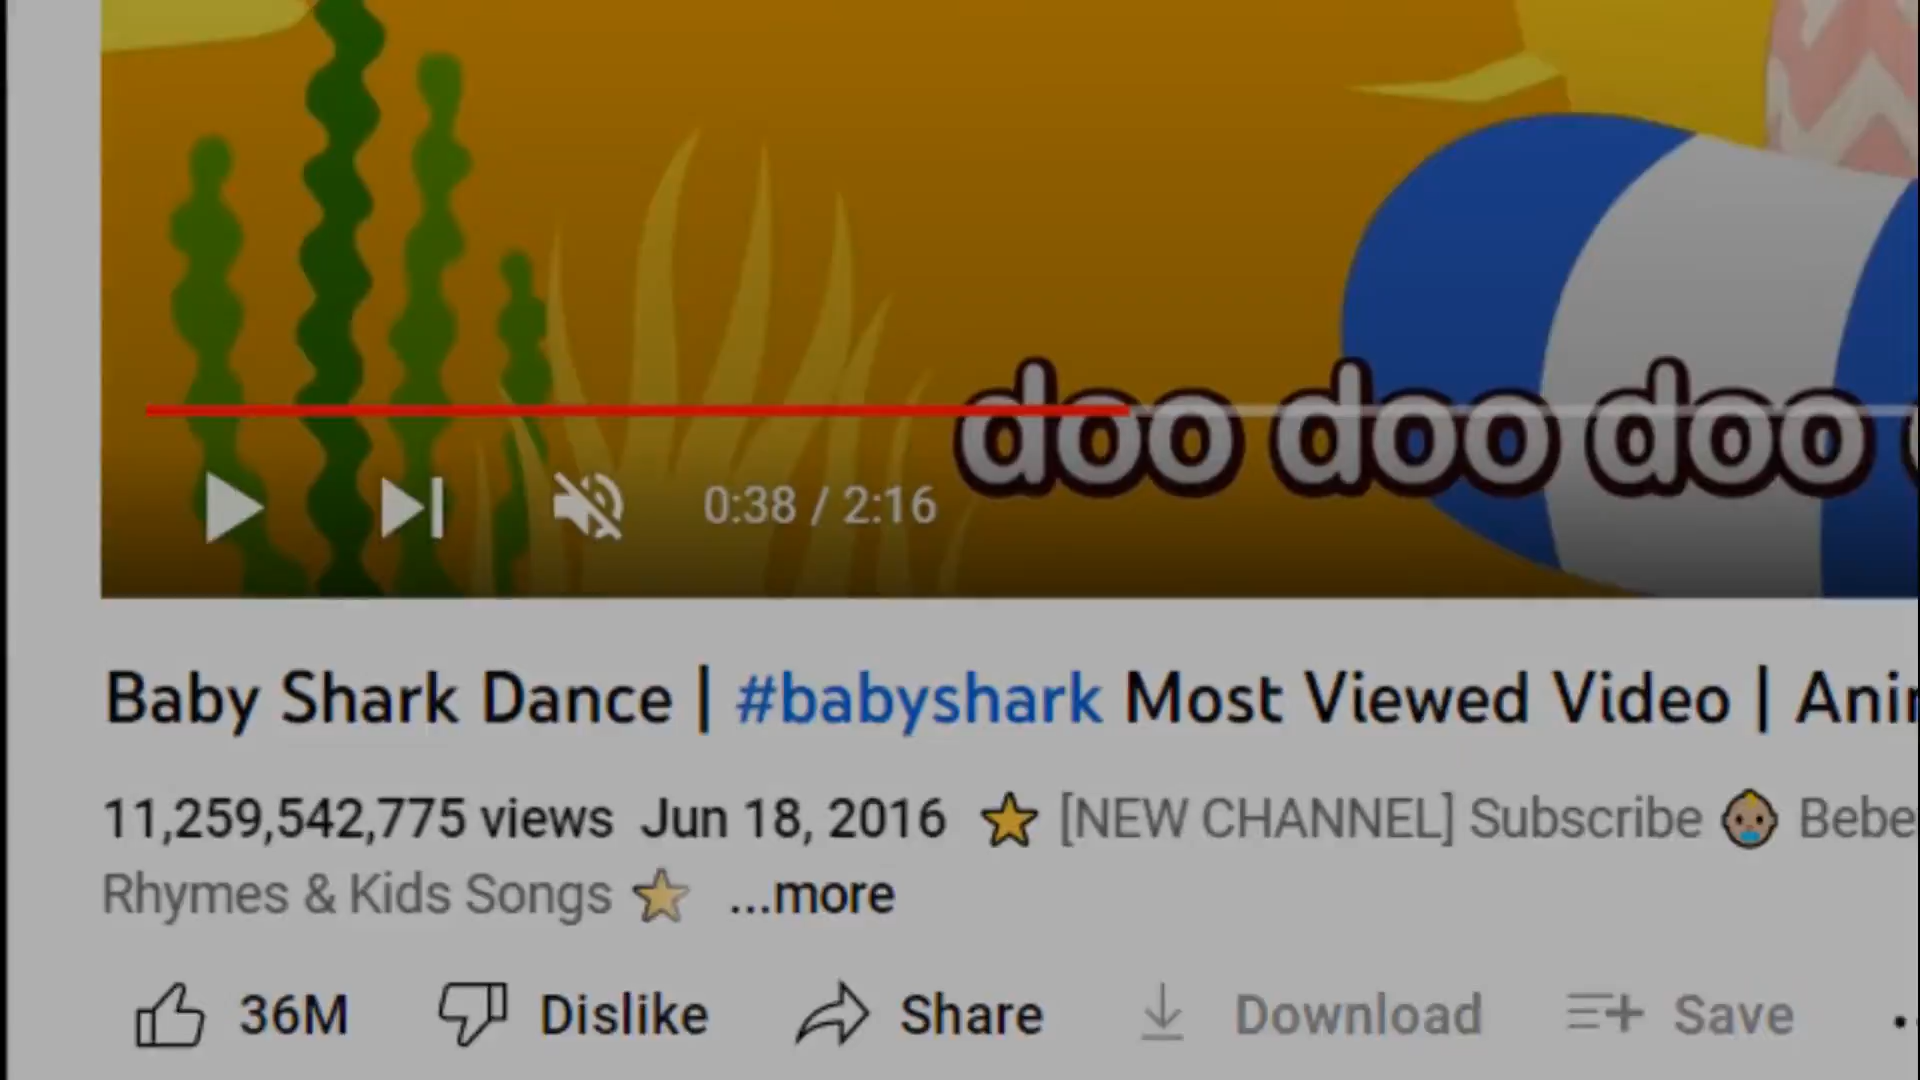 doo doo doo
0:38 / 2:16
Baby Shark Dance | #babyshark Most Viewed Video |
11,259,542,775 views Jun 18, 2016 ⭐ [NEW CHANNEL] Subscribe 👶
Rhymes & Kids Songs ⭐ ...more
36M Dislike Share Download Save